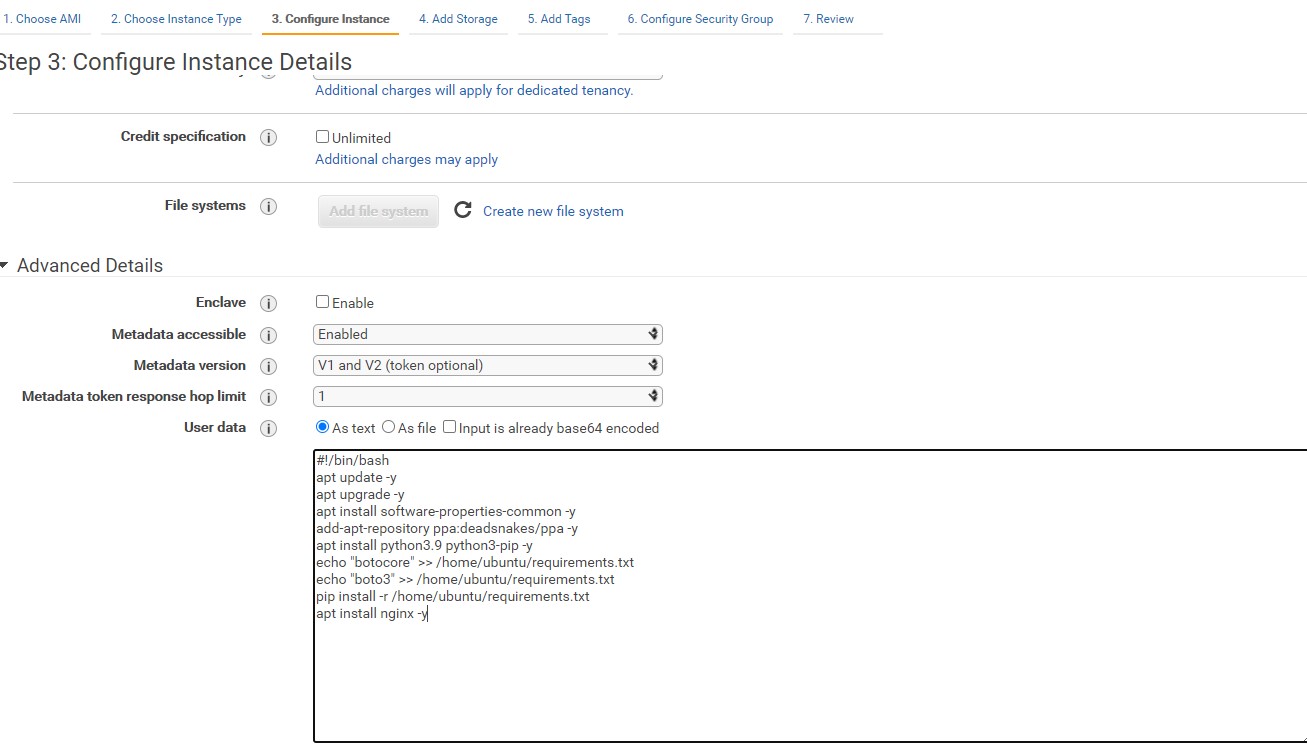 1. Choose AMI 2. Choose Instance Type 3. Configure Instance 4. Add Storage 5. Add Tags 6. Configure Security Group 7. Review
Step 3: Configure Instance Details
Additional charges will apply for dedicated tenancy.
Credit specification i Unlimited
Additional charges may apply
File systems i Add file system Create new file system
Advanced Details
Enclave i Enable
Metadata accessible i Enabled
Metadata version i V1 and V2 (token optional)
Metadata token response hop limit i 1
User data i As text As file Input is already base64 encoded
#!/bin/bash
apt update -y
apt upgrade -y
apt install software-properties-common -y
add-apt-repository ppa:deadsnakes/ppa -y
apt install python3.9 python3-pip -y
echo "botocore" >> /home/ubuntu/requirements.txt
echo "boto3" >> /home/ubuntu/requirements.txt
pip install -r /home/ubuntu/requirements.txt
apt install nginx -y